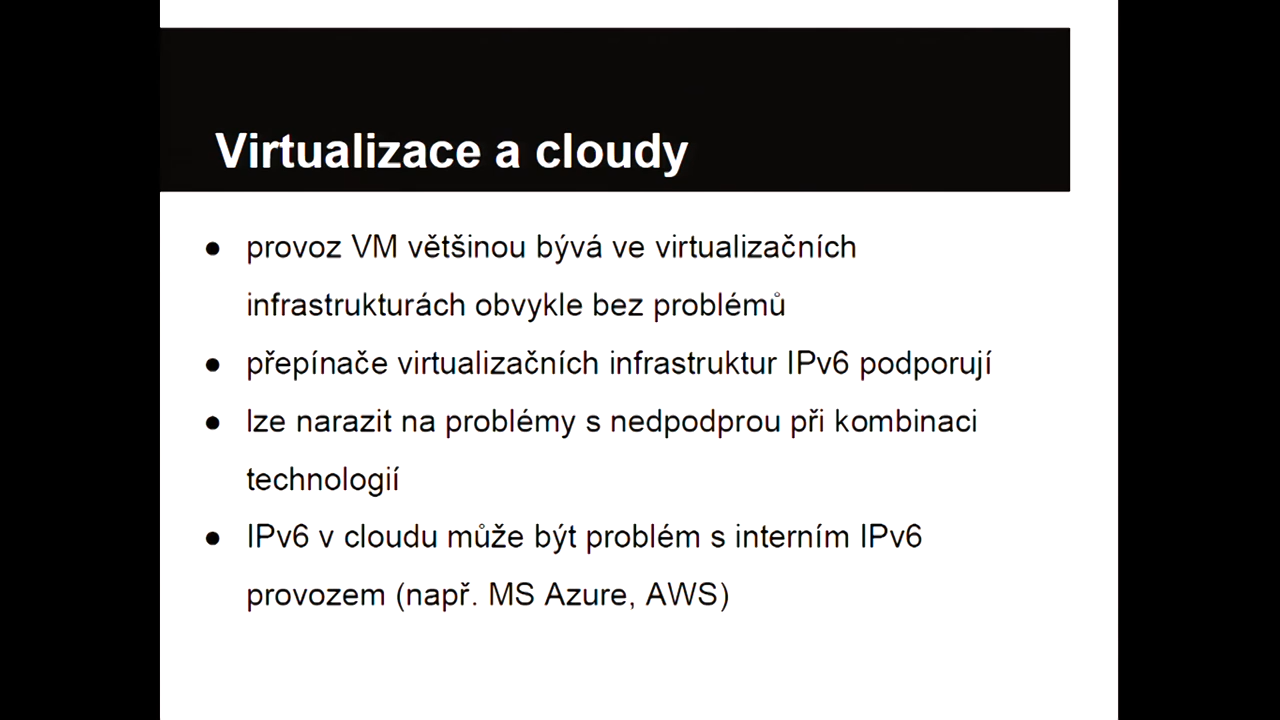 Virtualizace a cloudy
● provoz VM většinou bývá ve virtualizačních
infrastrukturách obvykle bez problémů
● přepínače virtualizačních infrastruktur IPv6 podporují
● lze narazit na problémy s nedpodprou při kombinaci
technologií
● IPv6 v cloudu může být problém s interním IPv6
provozem (např. MS Azure, AWS)